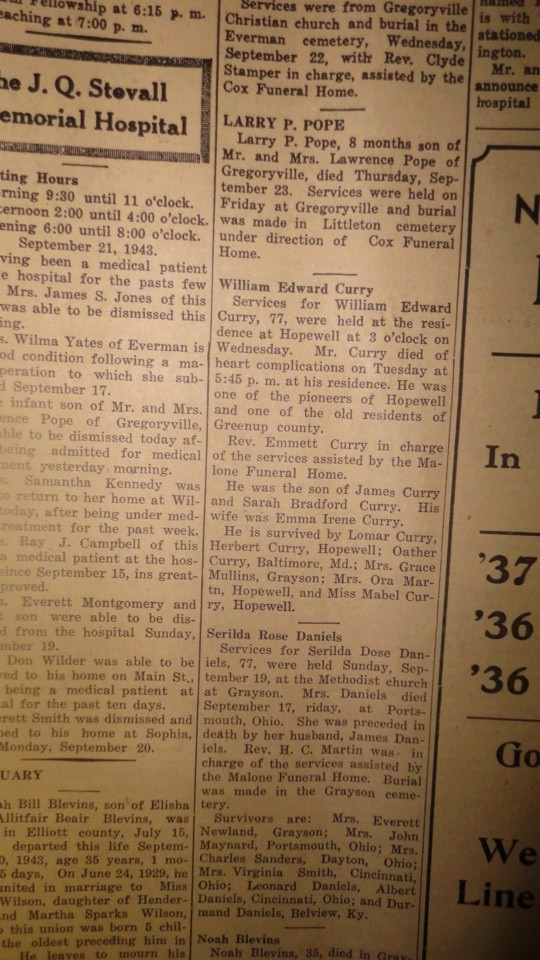 Fellowship at 6:15 p. m.
eaching at 7:00 p. m.
he J. Q. Stovall
emorial Hospital
ting Hours
rning 9:30 until 11 o'clock.
ternoon 2:00 until 4:00 o'clock.
ening 6:00 until 8:00 o'clock.
September 21, 1943.
ving been a medical patient
e hospital for the pasts few
Mrs. James S. Jones of this
was able to be dismissed this
ing.
s. Wilma Yates of Everman is
od condition following a ma-
peration to which she sub-
d September 17.
e infant son of Mr. and Mrs.
ence Pope of Gregoryville,
able to be dismissed today af-
being admitted for medical
ment yesterday morning.
s. Samantha Kennedy was
to return to her home at Wil-
today, after being under med-
treatment for the past week.
s. Ray J. Campbell of this
a medical patient at the hos-
since September 15, ins great-
proved.
s. Everett Montgomery and
t son were able to be dis-
d from the hospital Sunday,
mber 19.
Don Wilder was able to be
ved to his home on Main St.,
being a medical patient at
tal for the past ten days.
erett Smith was dismissed and
ned to his home at Sophia,
Monday, September 20.
UARY
ah Bill Blevins, son of Elisha
Allitfair Beair Blevins, was
in Elliott county, July 15,
departed this life Septem-
0, 1943, age 35 years, 1 mo-
5 days, On June 24, 1929, he
united in marriage to Miss
Wilson, daughter of Hender-
and Martha Sparks Wilson,
o this union was born 5 chil-
the oldest preceding him in
He leaves to mourn his
Services were from Gregoryville
Christian church and burial in the
Everman cemetery, Wednesday,
September 22, with Rev. Clyde
Stamper in charge, assisted by the
Cox Funeral Home.
LARRY P. POPE
Larry P. Pope, 8 months son of
Mr. and Mrs. Lawrence Pope of
Gregoryville, died Thursday, Sep-
tember 23. Services were held on
Friday at Gregoryville and burial
was made in Littleton cemetery
under direction of Cox Funeral
Home.
William Edward Curry
Services for William Edward
Curry, 77, were held at the resi-
dence at Hopewell at 3 o'clock on
Wednesday. Mr. Curry died of
heart complications on Tuesday at
5:45 p. m. at his residence. He was
one of the pioneers of Hopewell
and one of the old residents of
Greenup county.
Rev. Emmett Curry in charge
of the services assisted by the Ma-
lone Funeral Home.
He was the son of James Curry
and Sarah Bradford Curry. His
wife was Emma Irene Curry.
He is survived by Lomar Curry,
Herbert Curry, Hopewell; Oather
Curry, Baltimore, Md.; Mrs. Grace
Mullins, Grayson; Mrs. Ora Mar-
tn, Hopewell, and Miss Mabel Cur-
ry, Hopewell.
Serilda Rose Daniels
Services for Serilda Dose Dan-
iels, 77, were held Sunday, Sep-
tember 19, at the Methodist church
at Grayson. Mrs. Daniels died
September 17, riday, at Ports-
mouth, Ohio. She was preceded in
death by her husband, James Dan-
iels. Rev. H. C. Martin was in
charge of the services assisted by
the Malone Funeral Home. Burial
was made in the Grayson ceme-
tery.
Survivors are: Mrs. Everett
Newland, Grayson; Mrs. John
Maynard, Portsmouth, Ohio; Mrs.
Charles Sanders, Dayton, Ohio;
Mrs. Virginia Smith, Cincinnati,
Ohio; Leonard Daniels, Albert
Daniels, Cincinnati, Ohio; and Dur-
mand Daniels, Belview, Ky.
Noah Blevins
Noah Blevins, 35, died in Gray-
named
is with
stationed
ington.
Mr. an
announce
hospital
N
In
'37
'36
'36
Go
We
Line